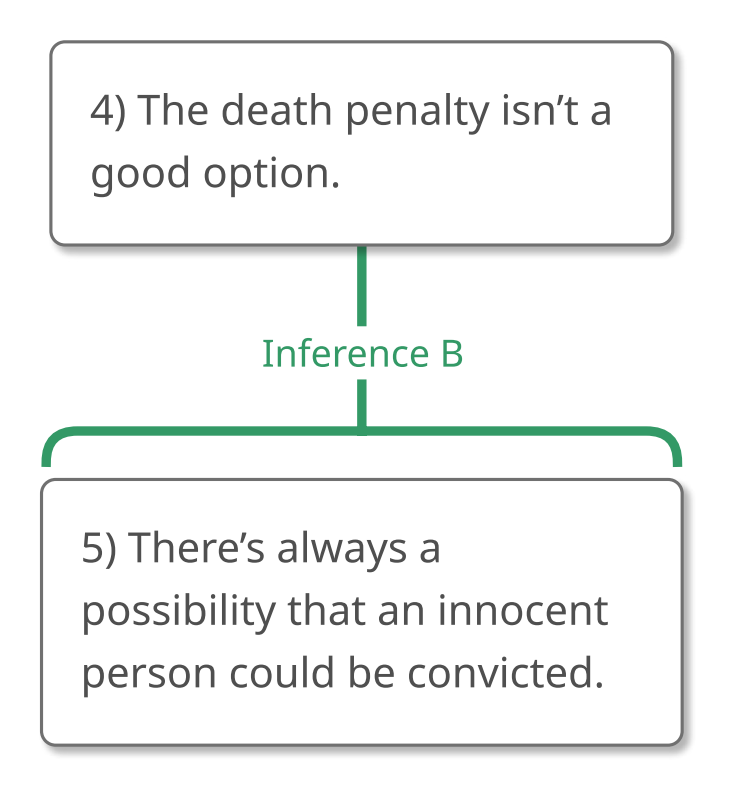 4) The death penalty isn’t a
good option.
Inference B
5) There’s always a
possibility that an innocent
person could be convicted.